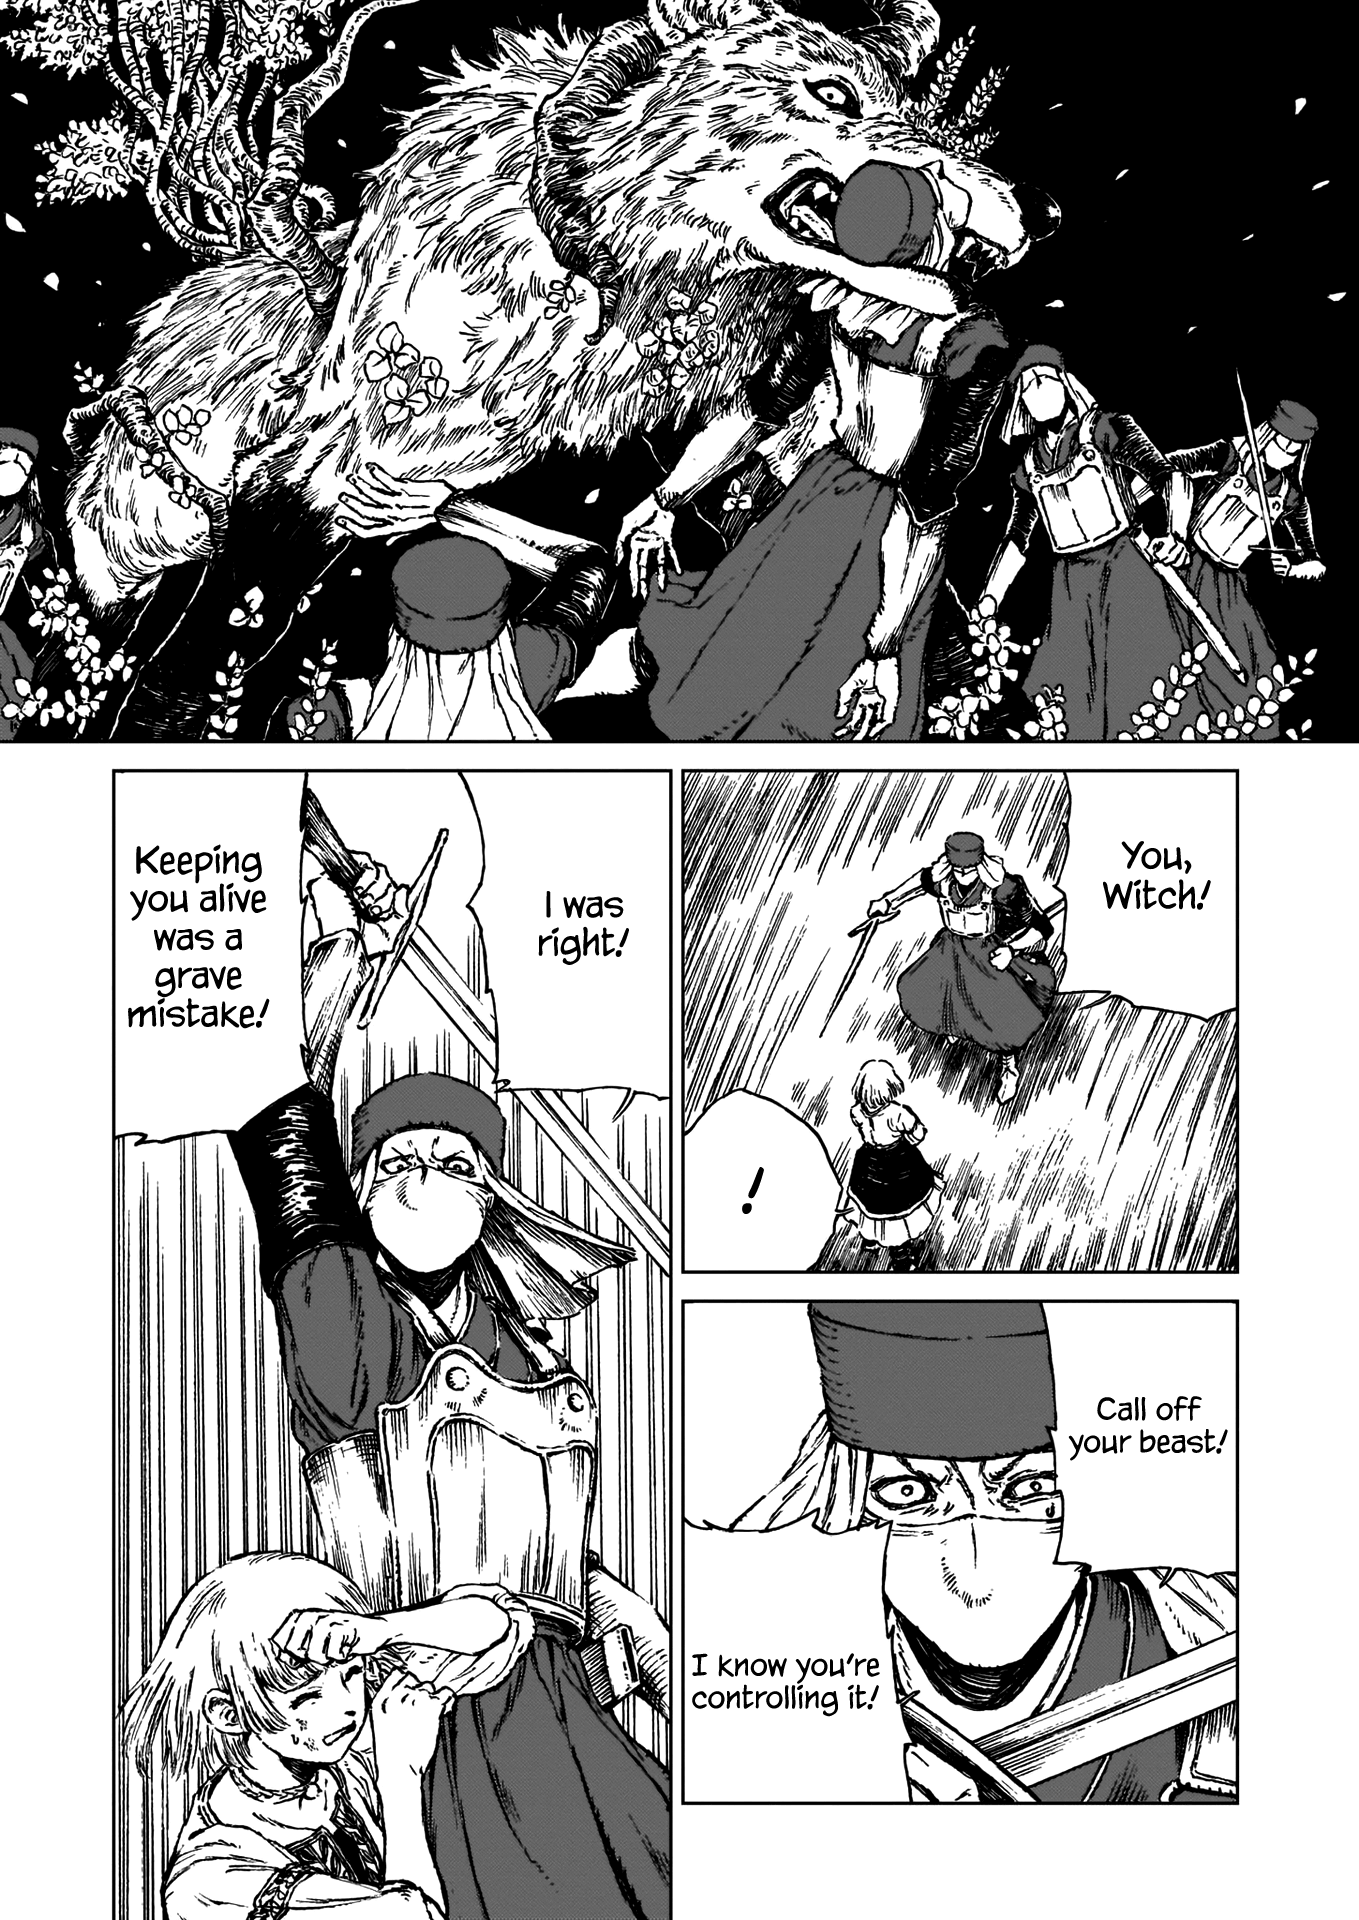 You,
Witch!
!
Call off
your beast!
I know you're
controlling it!
I was
right!
Keeping
you alive
was a
grave
mistake!